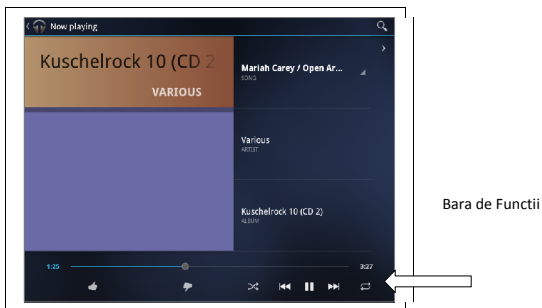 Now playing
Kuschelrock 10 (CD 2
VARIOUS
Mariah Carey / Open Ar...
SONG
Various
ARTIST
Kuschelrock 10 (CD 2)
ALBUM
1:25
3:27
Bara de Functii